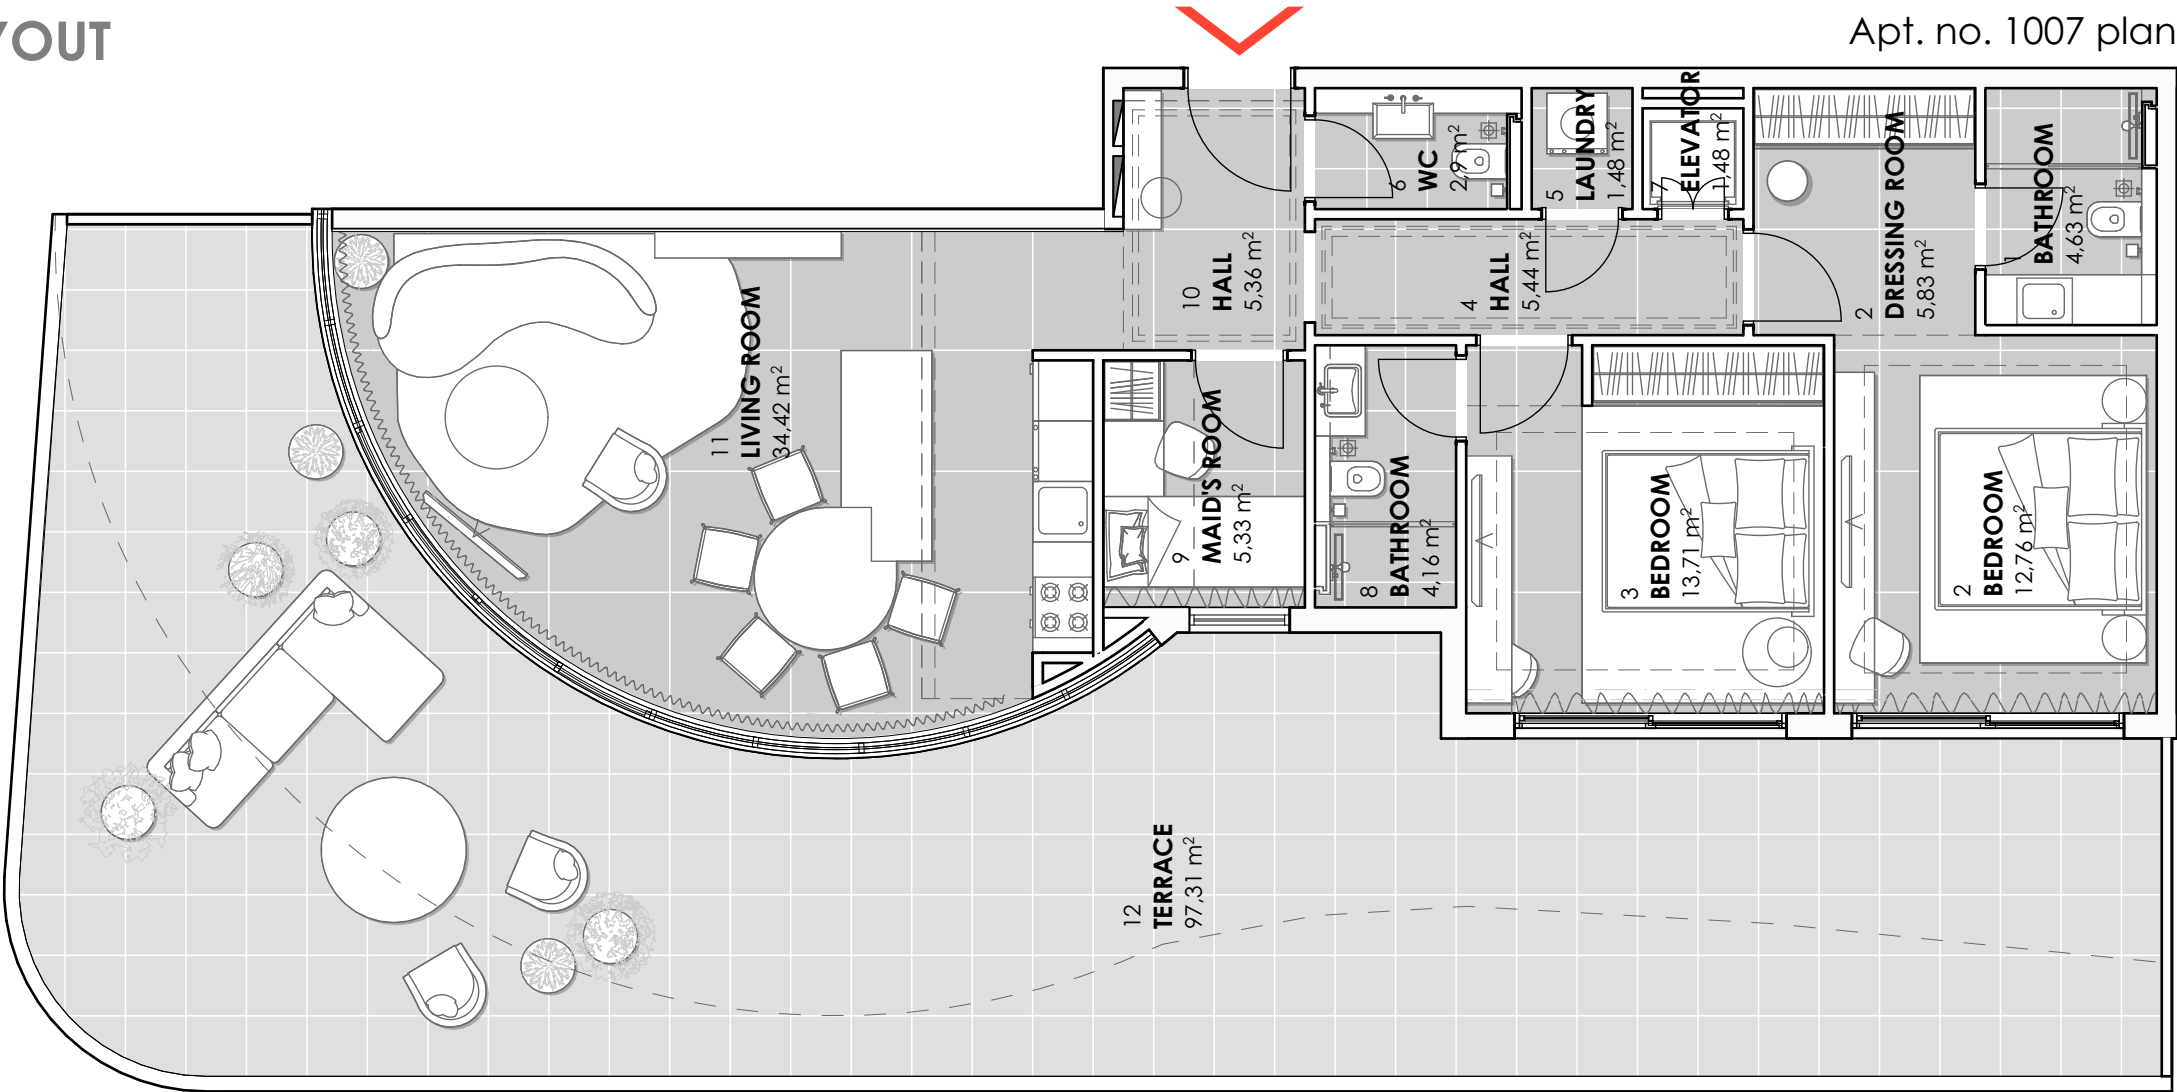 YOUT
Apt. no. 1007 plan
11
LIVING ROOM
34,42 m²
10
HALL
5,36 m²
6
WC
2,97 m²
5
LAUNDRY
1,48 m²
7
ELEVATOR
1,48 m²
4
HALL
5,44 m²
2
DRESSING ROOM
5,83 m²
1
BATHROOM
4,63 m²
9
MAID'S ROOM
5,33 m²
8
BATHROOM
4,16 m²
3
BEDROOM
13,71 m²
2
BEDROOM
12,76 m²
12
TERRACE
97,31 m²